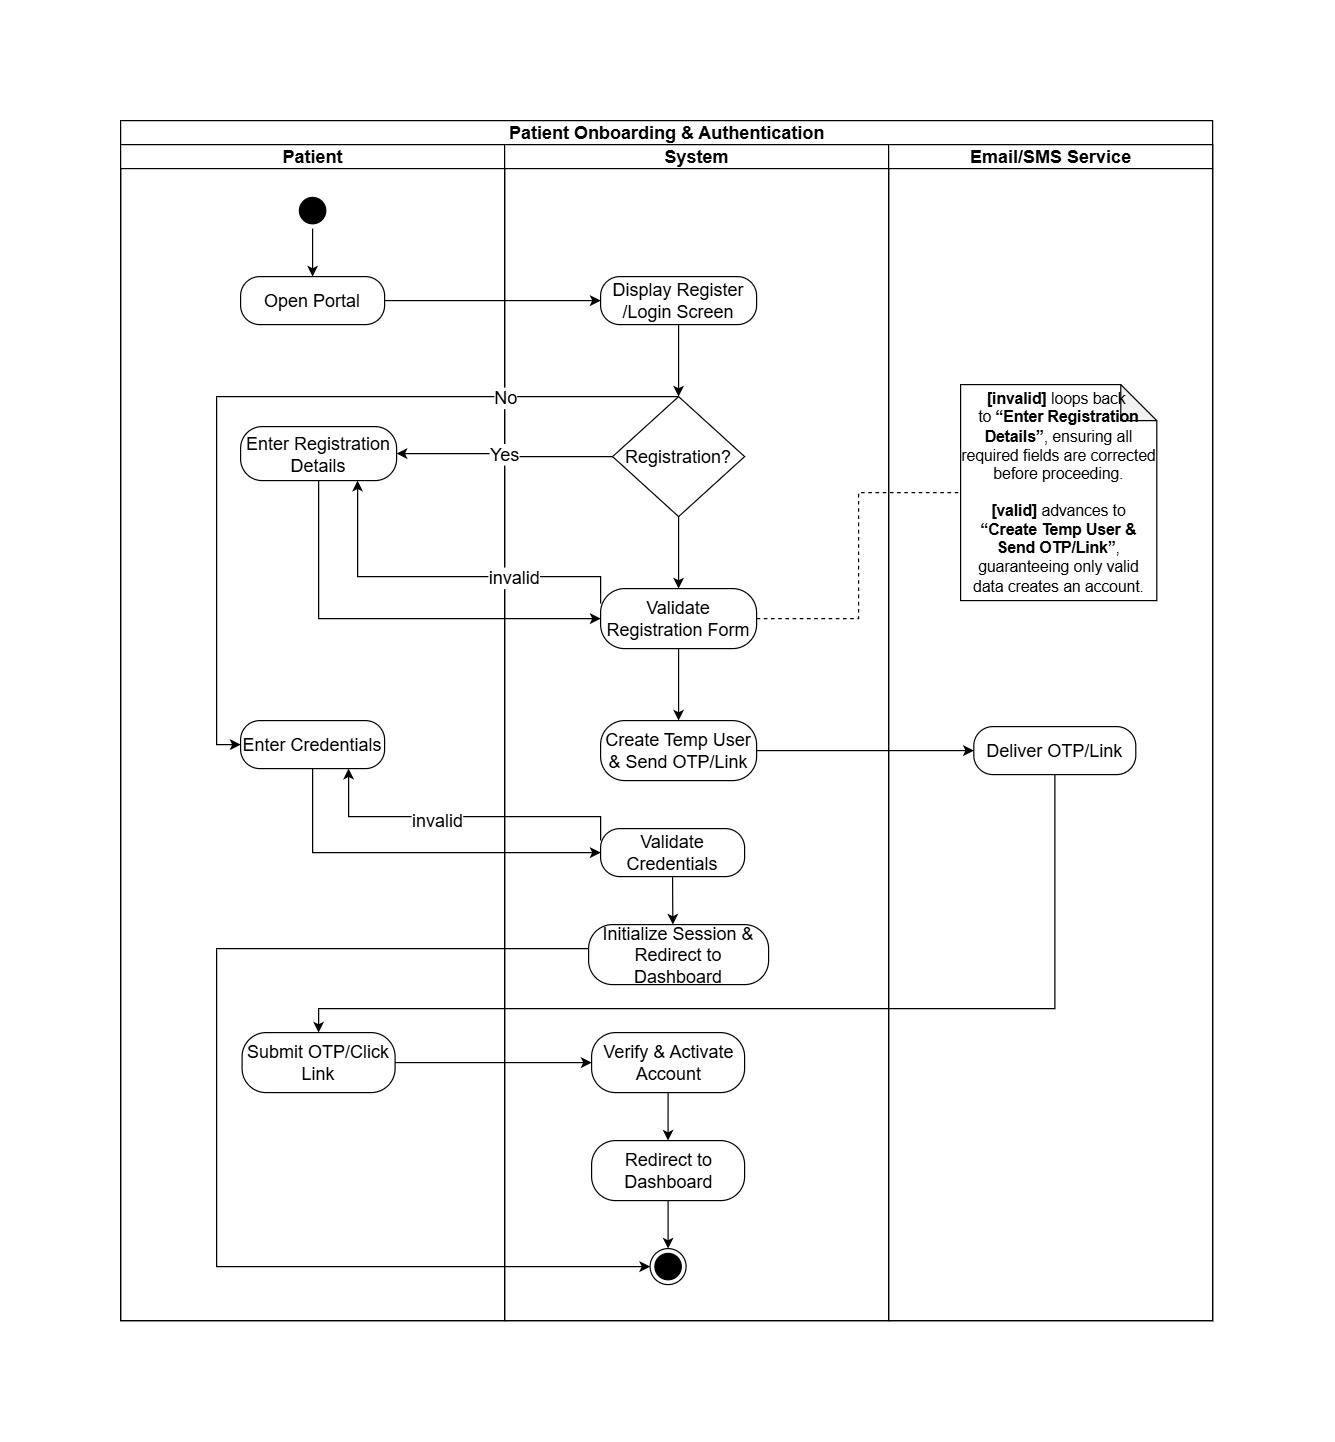 Patient Onboarding & Authentication
Patient
System
Email/SMS Service
Open Portal
Display Register
/Login Screen
No
[invalid] loops back
to “Enter Registration
Details”, ensuring all
required fields are corrected
before proceeding.
[valid] advances to
“Create Temp User &
Send OTP/Link”,
guaranteeing only valid
data creates an account.
Enter Registration
Details
Yes
Registration?
invalid
Validate
Registration Form
Enter Credentials
Create Temp User
& Send OTP/Link
Deliver OTP/Link
invalid
Validate
Credentials
Initialize Session &
Redirect to
Dashboard
Submit OTP/Click
Link
Verify & Activate
Account
Redirect to
Dashboard